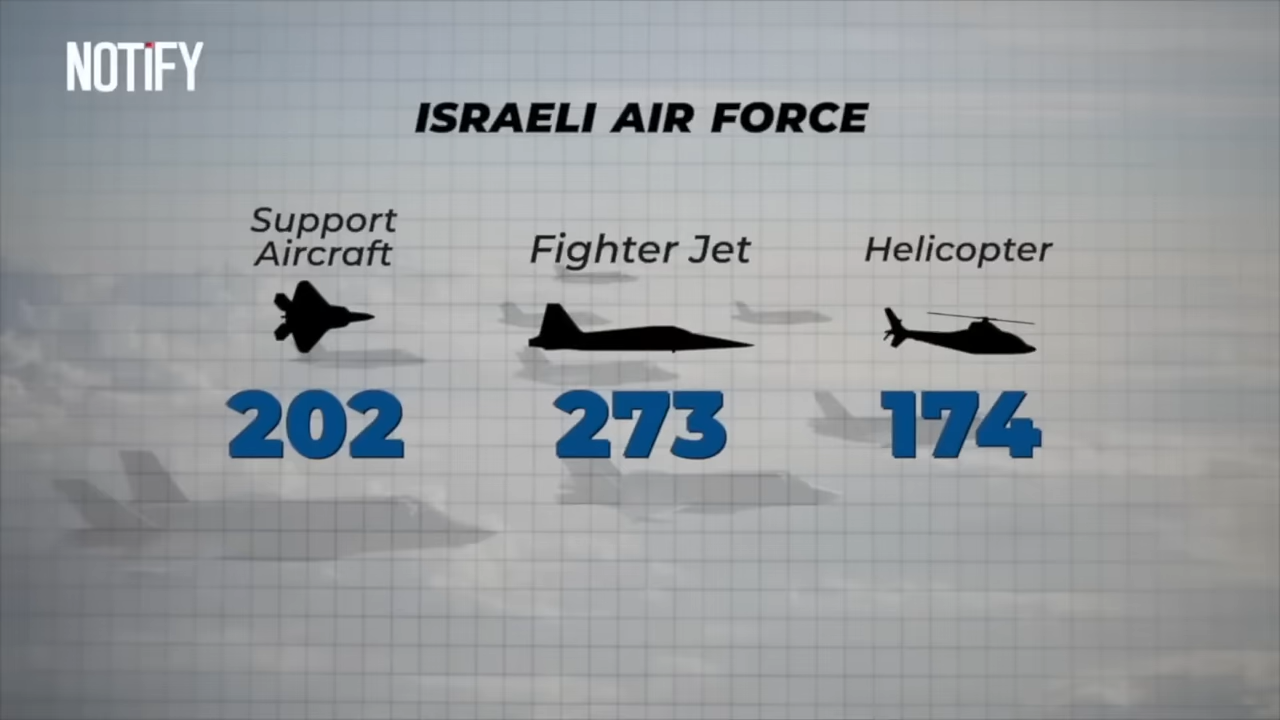 NOTiFY
ISRAELI AIR FORCE
Support
Aircraft
Fighter Jet
Helicopter
202
273
174